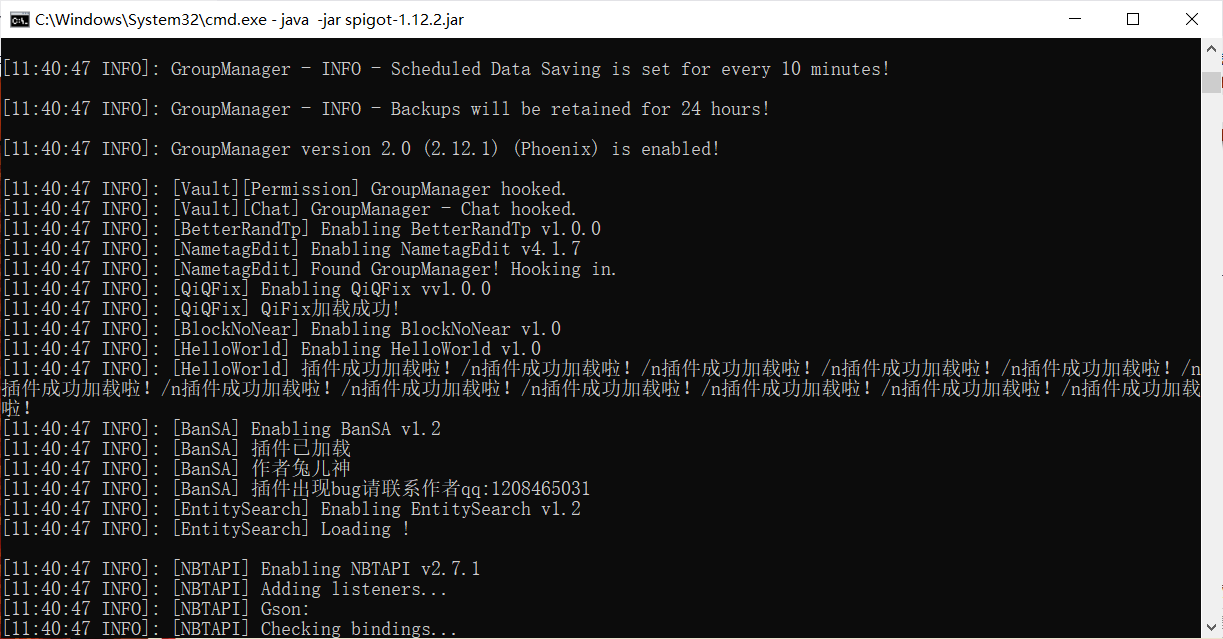 C:\Windows\System32\cmd.exe - java  -jar spigot-1.12.2.jar
[11:40:47 INFO]: GroupManager - INFO - Scheduled Data Saving is set for every 10 minutes!
[11:40:47 INFO]: GroupManager - INFO - Backups will be retained for 24 hours!
[11:40:47 INFO]: GroupManager version 2.0 (2.12.1) (Phoenix) is enabled!
[11:40:47 INFO]: [Vault][Permission] GroupManager hooked.
[11:40:47 INFO]: [Vault][Chat] GroupManager - Chat hooked.
[11:40:47 INFO]: [BetterRandTp] Enabling BetterRandTp v1.0.0
[11:40:47 INFO]: [NametagEdit] Enabling NametagEdit v4.1.7
[11:40:47 INFO]: [NametagEdit] Found GroupManager! Hooking in.
[11:40:47 INFO]: [QiQFix] Enabling QiQFix vv1.0.0
[11:40:47 INFO]: [QiQFix] QiFix加载成功!
[11:40:47 INFO]: [BlockNoNear] Enabling BlockNoNear v1.0
[11:40:47 INFO]: [HelloWorld] Enabling HelloWorld v1.0
[11:40:47 INFO]: [HelloWorld] 插件成功加载啦！/n插件成功加载啦！/n插件成功加载啦！/n插件成功加载啦！/n插件成功加载啦！/n
插件成功加载啦！/n插件成功加载啦！/n插件成功加载啦！/n插件成功加载啦！/n插件成功加载啦！/n插件成功加载啦！/n插件成功加载
啦！
[11:40:47 INFO]: [BanSA] Enabling BanSA v1.2
[11:40:47 INFO]: [BanSA] 插件已加载
[11:40:47 INFO]: [BanSA] 作者兔儿神
[11:40:47 INFO]: [BanSA] 插件出现bug请联系作者qq:1208465031
[11:40:47 INFO]: [EntitySearch] Enabling EntitySearch v1.2
[11:40:47 INFO]: [EntitySearch] Loading !
[11:40:47 INFO]: [NBTAPI] Enabling NBTAPI v2.7.1
[11:40:47 INFO]: [NBTAPI] Adding listeners...
[11:40:47 INFO]: [NBTAPI] Gson:
[11:40:47 INFO]: [NBTAPI] Checking bindings...